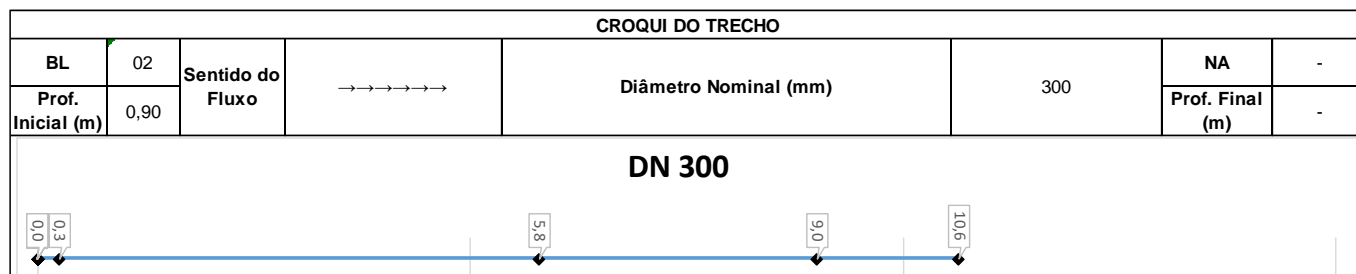 CROQUI DO TRECHO
BL 02 Sentido do Fluxo →→→→→→ Diâmetro Nominal (mm) 300 NA -
Prof. Inicial (m) 0,90 Prof. Final (m) -
DN 300
0,0 0,3 5,8 9,0 10,6